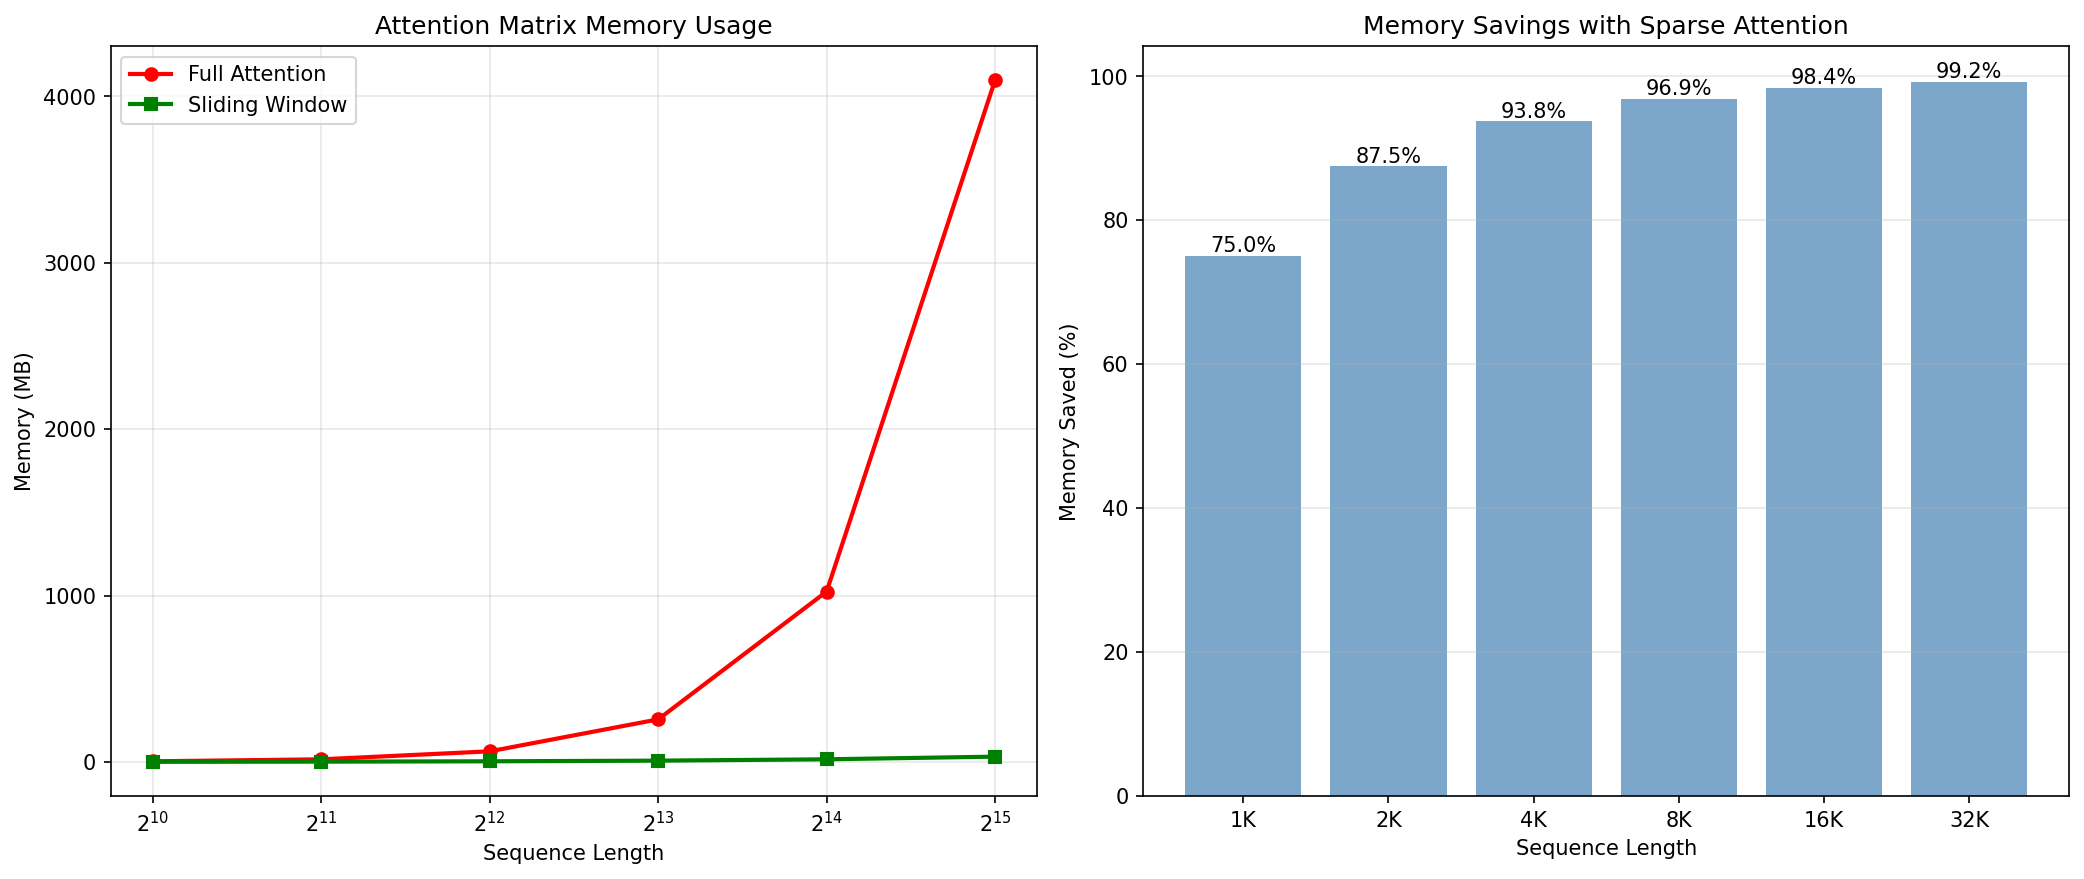 Attention Matrix Memory Usage
Full Attention
Sliding Window
Memory (MB)
4000
3000
2000
1000
0
2^10 2^11 2^12 2^13 2^14 2^15
Sequence Length
Memory Savings with Sparse Attention
Memory Saved (%)
100
80
60
40
20
0
75.0% 87.5% 93.8% 96.9% 98.4% 99.2%
1K 2K 4K 8K 16K 32K
Sequence Length